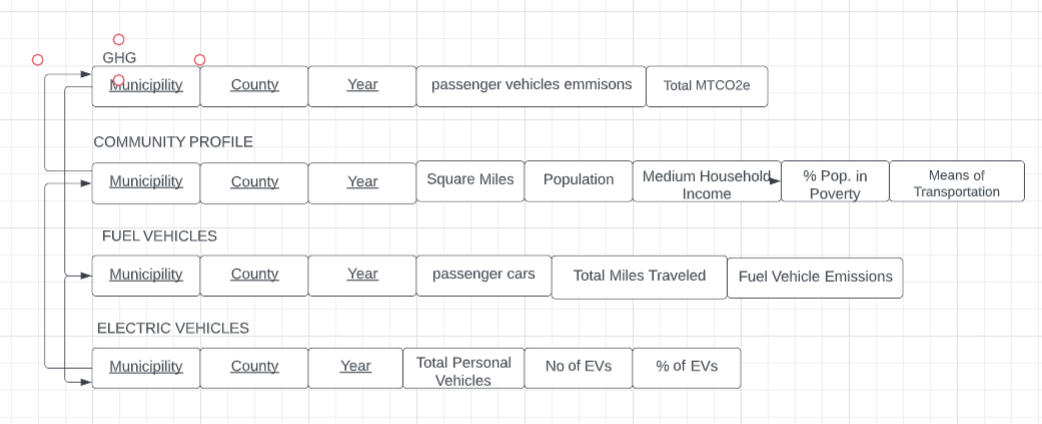 GHG
Municipility County Year passenger vehicles emmisons Total MTCO2e
COMMUNITY PROFILE
Municipility County Year Square Miles Population Medium Household Income % Pop. in Poverty Means of Transportation
FUEL VEHICLES
Municipility County Year passenger cars Total Miles Traveled Fuel Vehicle Emissions
ELECTRIC VEHICLES
Municipility County Year Total Personal Vehicles No of EVs % of EVs